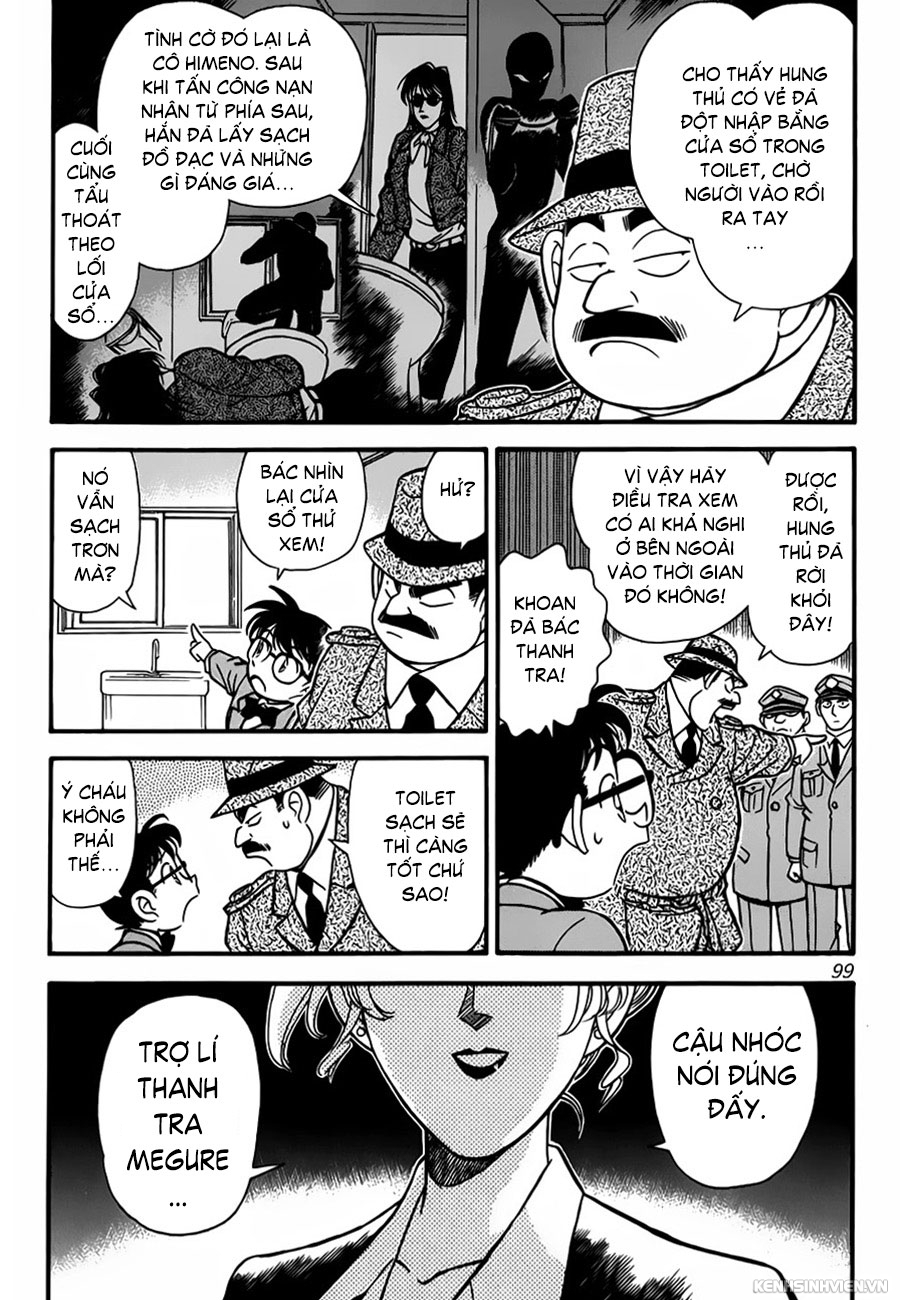 CHO THẤY HUNG
THỦ CÓ VẺ ĐÃ
ĐỘT NHẬP BẰNG
CỬA SỔ TRONG
TOILET, CHỜ
NGƯỜI VÀO RỒI
RA TAY
...
TÌNH CỜ ĐÓ LẠI LÀ
CÔ HIMENO. SAU
KHI TẤN CÔNG NẠN
NHÂN TỪ PHÍA SAU,
HẮN ĐÃ LẤY SẠCH
ĐỒ ĐẠC VÀ NHỮNG
GÌ ĐÁNG GIÁ...
CUỐI
CÙNG
TẨU
THOÁT
THEO
LỐI CỬA
SỔ...
ĐƯỢC
RỒI,
HUNG
THỦ ĐÃ
RỜI
KHỎI
ĐÂY!
VÌ VẬY HÃY
ĐIỀU TRA XEM
CÓ AI KHẢ NGHI
Ở BÊN NGOÀI
VÀO THỜI GIAN
ĐÓ KHÔNG!
KHOAN
ĐÃ BÁC
THANH
TRA!
HỬ?
BÁC NHÌN
LẠI CỬA
SỔ THỬ
XEM!
NÓ
VẪN
SẠCH
TRƠN
MÀ?
TOILET
SẠCH SẼ
THÌ CÀNG
TỐT CHỨ
SAO!
Ý CHÁU
KHÔNG
PHẢI
THẾ...
99
CẬU NHÓC
NÓI ĐÚNG
ĐẤY.
TRỢ LÍ
THANH
TRA
MEGURE
...
KENHSINHVIEN.VN